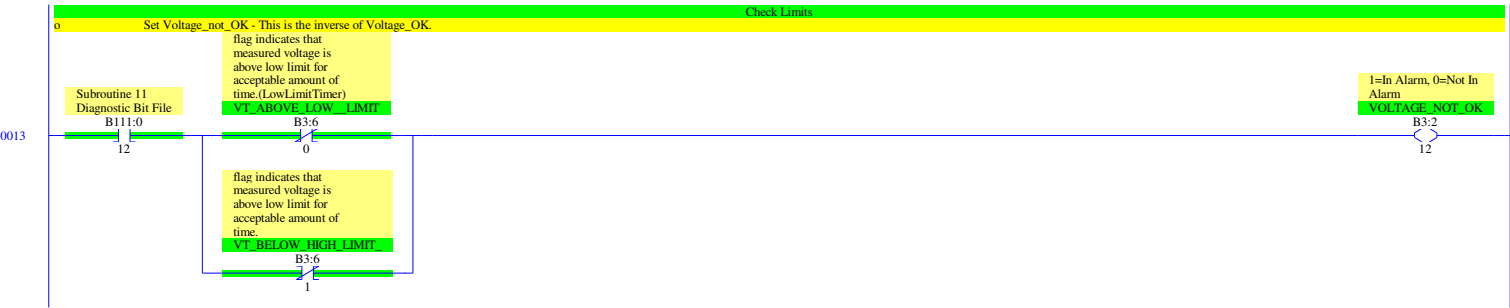 Check Limits
o Set Voltage_not_OK - This is the inverse of Voltage_OK.
flag indicates that
measured voltage is
above low limit for
acceptable amount of
time.(LowLimitTimer)
VT_ABOVE_LOW__LIMIT
B3:6
0
Subroutine 11
Diagnostic Bit File
B111:0
12
1=In Alarm, 0=Not In
Alarm
VOLTAGE_NOT_OK
B3:2
12
0013
flag indicates that
measured voltage is
above low limit for
acceptable amount of
time.
VT_BELOW_HIGH_LIMIT_
B3:6
1